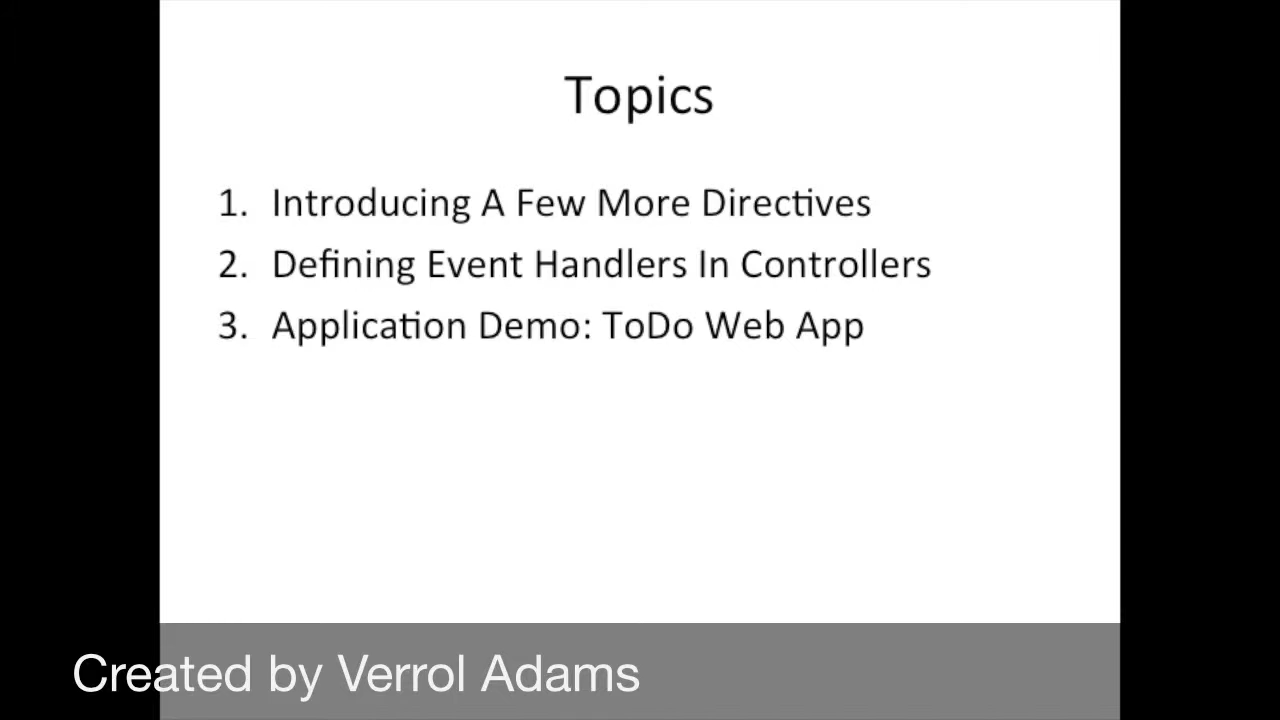 Topics
1. Introducing A Few More Directives
2. Defining Event Handlers In Controllers
3. Application Demo: ToDo Web App
Created by Verrol Adams